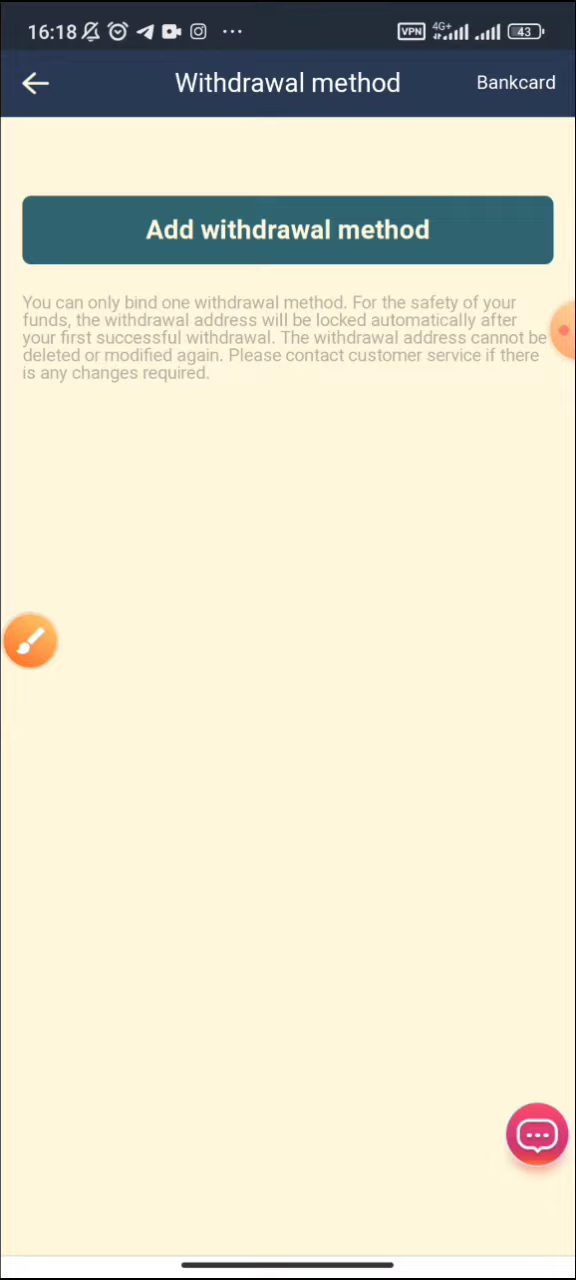 16:18 ... VPN 4G+ 43
Withdrawal method Bankcard
Add withdrawal method
You can only bind one withdrawal method. For the safety of your
funds, the withdrawal address will be locked automatically after
your first successful withdrawal. The withdrawal address cannot be
deleted or modified again. Please contact customer service if there
is any changes required.